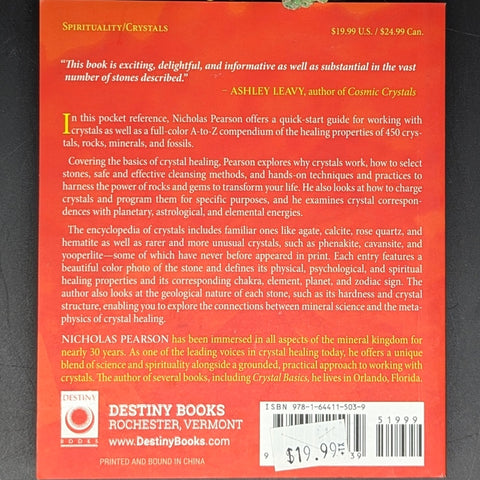 SPIRITUALITY/CRYSTALS
$19.99 U.S. / $24.99 Can.
"This book is exciting, delightful, and informative as well as substantial in the vast
number of stones described."
– ASHLEY LEAVY, author of Cosmic Crystals
In this pocket reference, Nicholas Pearson offers a quick-start guide for working with
crystals as well as a full-color A-to-Z compendium of the healing properties of 450 crys-
tals, rocks, minerals, and fossils.
Covering the basics of crystal healing, Pearson explores why crystals work, how to select
stones, safe and effective cleansing methods, and hands-on techniques and practices to
harness the power of rocks and gems to transform your life. He also looks at how to charge
crystals and program them for specific purposes, and he examines crystal correspon-
dences with planetary, astrological, and elemental energies.
The encyclopedia of crystals includes familiar ones like agate, calcite, rose quartz, and
hematite as well as rarer and more unusual crystals, such as phenakite, cavansite, and
yooperlite—some of which have never before appeared in print. Each entry features a
beautiful color photo of the stone and defines its physical, psychological, and spiritual
healing properties and its corresponding chakra, element, planet, and zodiac sign. The
author also looks at the geological nature of each stone, such as its hardness and crystal
structure, enabling you to explore the connections between mineral science and the meta-
physics of crystal healing.
NICHOLAS PEARSON has been immersed in all aspects of the mineral kingdom for
nearly 30 years. As one of the leading voices in crystal healing today, he offers a unique
blend of science and spirituality alongside a grounded, practical approach to working with
crystals. The author of several books, including Crystal Basics, he lives in Orlando, Florida.
DESTINY
BOOKS
DESTINY BOOKS
ROCHESTER, VERMONT
www.DestinyBooks.com
PRINTED AND BOUND IN CHINA
ISBN 978-1-64411-503-9
51999
9
39
$19.99